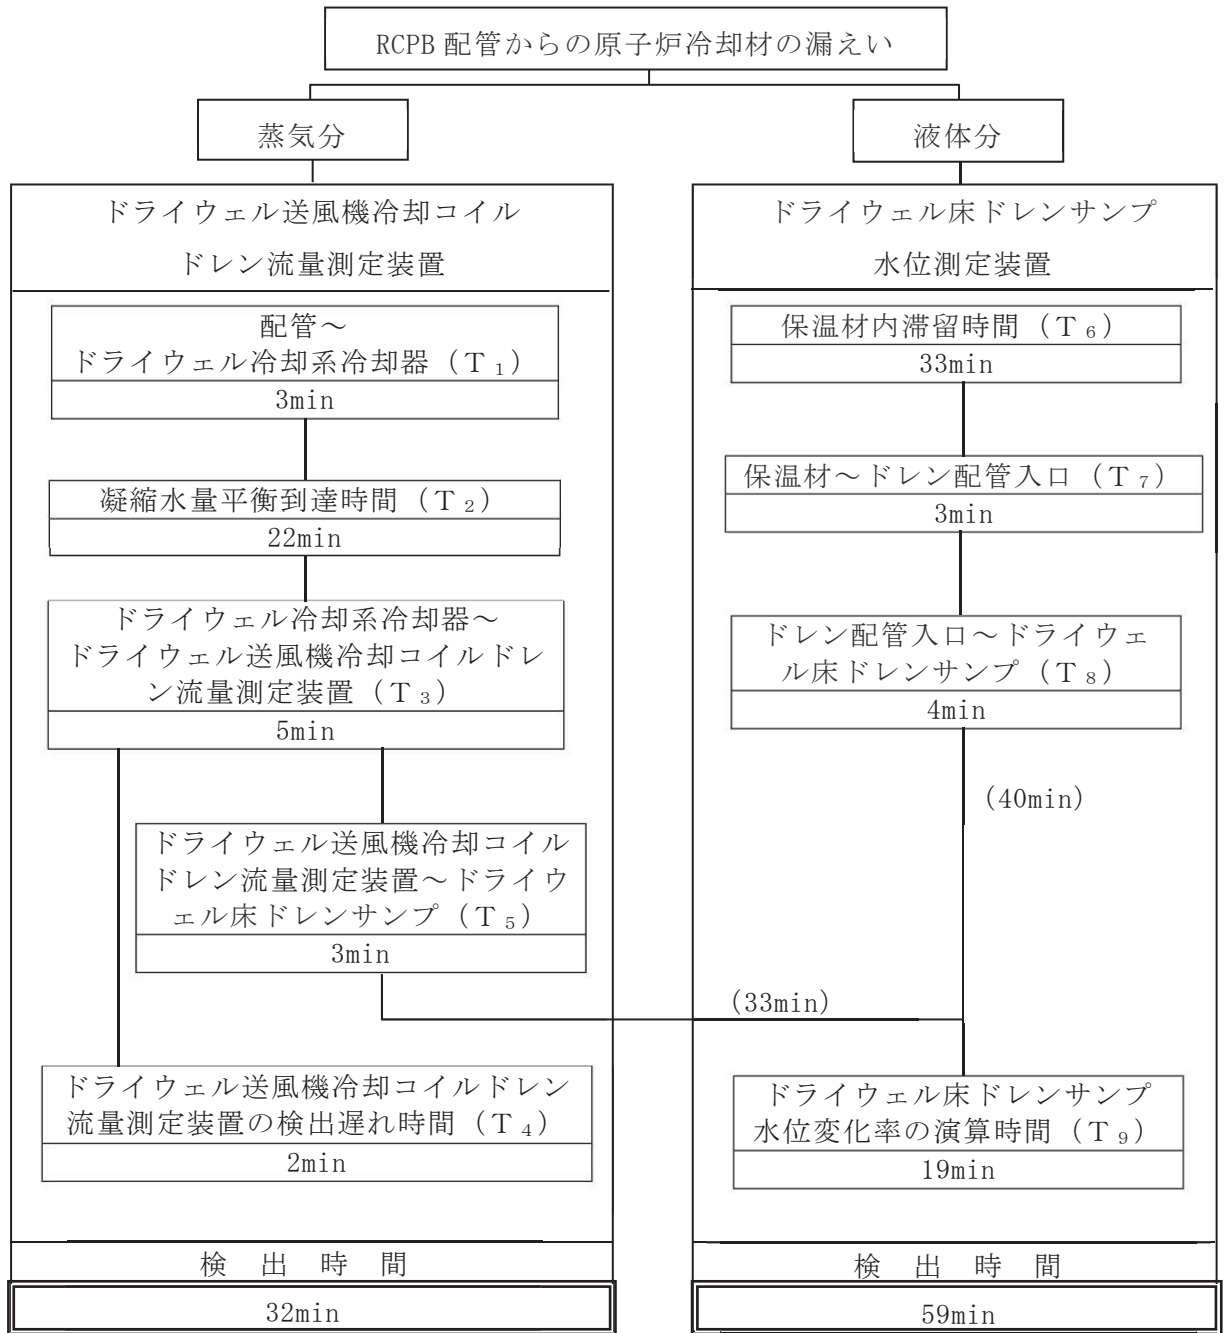 RCPB 配管からの原子炉冷却材の漏えい
蒸気分
ドライウェル送風機冷却コイル
ドレン流量測定装置
配管～
ドライウェル冷却系冷却器（Ｔ₁）
3min
凝縮水量平衡到達時間（Ｔ₂）
22min
ドライウェル冷却系冷却器～
ドライウェル送風機冷却コイルドレ
ン流量測定装置（Ｔ₃）
5min
ドライウェル送風機冷却コイル
ドレン流量測定装置～ドライウ
ェル床ドレンサンプ（Ｔ₅）
3min
(33min)
ドライウェル送風機冷却コイルドレン
流量測定装置の検出遅れ時間（Ｔ₄）
2min
検 出 時 間
32min
液体分
ドライウェル床ドレンサンプ
水位測定装置
保温材内滞留時間（Ｔ₆）
33min
保温材～ドレン配管入口（Ｔ₇）
3min
ドレン配管入口～ドライウェ
ル床ドレンサンプ（Ｔ₈）
4min
(40min)
ドライウェル床ドレンサンプ
水位変化率の演算時間（Ｔ₉）
19min
検 出 時 間
59min